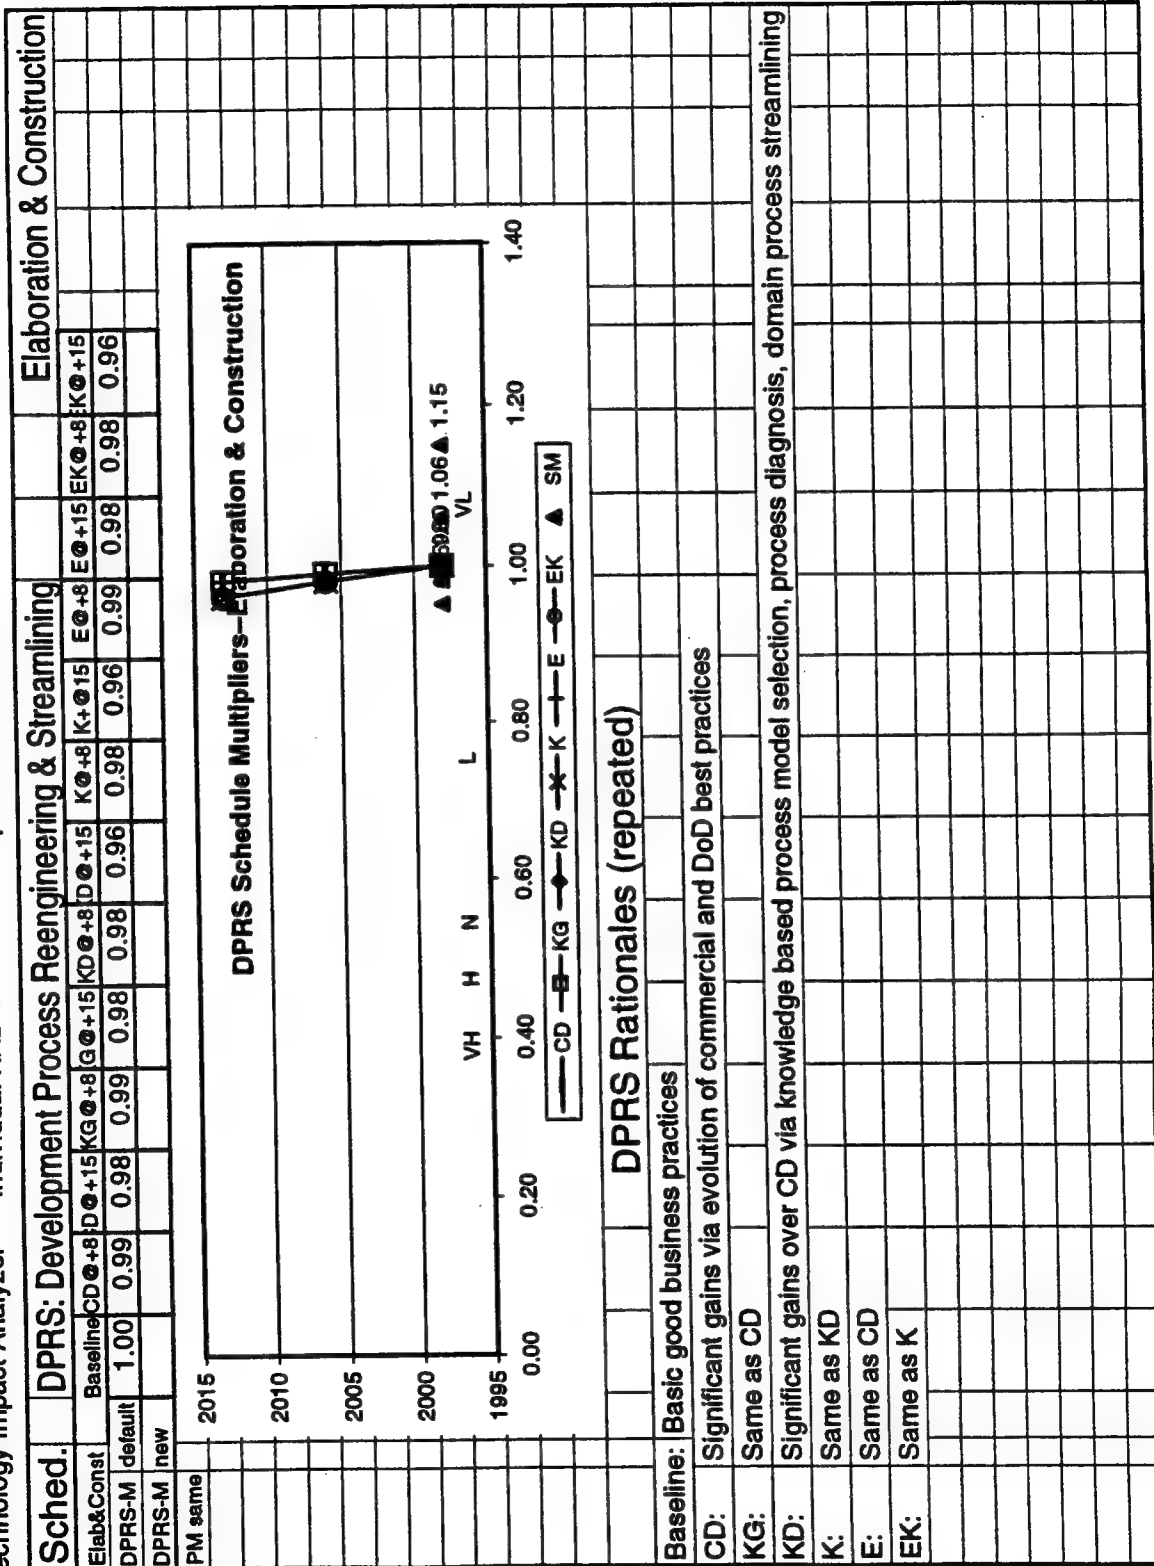 Technology Impact Analyzer
Sched. DPRS: Development Process Reengineering & Streamlining Elaboration & Construction
Elab&Const Baseline CD@+8 CD@+15 KG@+8 KG@+15 KD@+8 KD@+15 K@+8 K+@15 E@+8 E@+15 EK@+8 EK@+15
DPRS-M default 1.00 0.99 0.98 0.99 0.98 0.98 0.96 0.98 0.96 0.99 0.98 0.98 0.96
DPRS-M new
PM same
DPRS Schedule Multipliers--Elaboration & Construction
2015
2010
2005
2000
1.06 1.15
1995
VH H N L VL
0.00 0.20 0.40 0.60 0.80 1.00 1.20 1.40
CD KG KD K E EK SM
DPRS Rationales (repeated)
Baseline: Basic good business practices
CD: Significant gains via evolution of commercial and DoD best practices
KG: Same as CD
KD: Significant gains over CD via knowledge based process model selection, process diagnosis, domain process streamlining
K: Same as KD
E: Same as CD
EK: Same as K